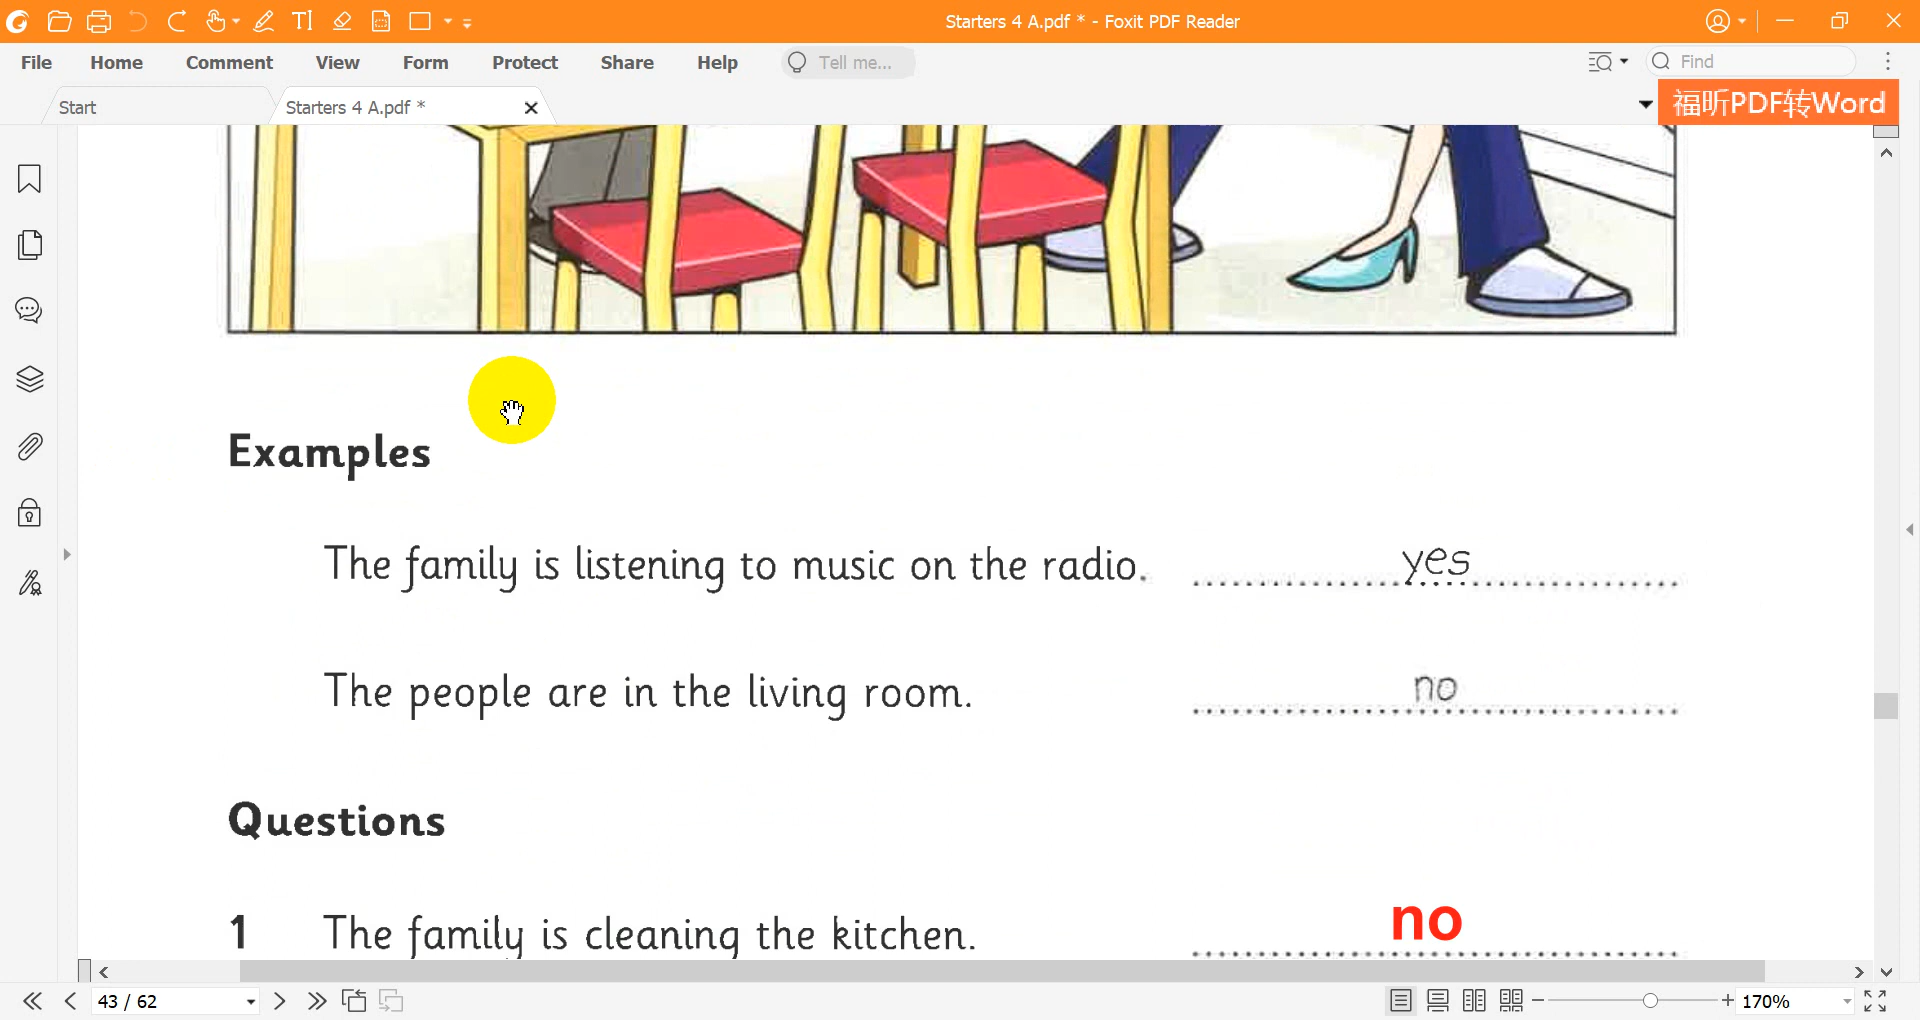 Starters 4 A.pdf * - Foxit PDF Reader
File Home Comment View Form Protect Share Help Tell me... Find
Start Starters 4 A.pdf * 福昕PDF转Word
Examples
The family is listening to music on the radio. yes
The people are in the living room. no
Questions
1 The family is cleaning the kitchen. no
43 / 62 170%